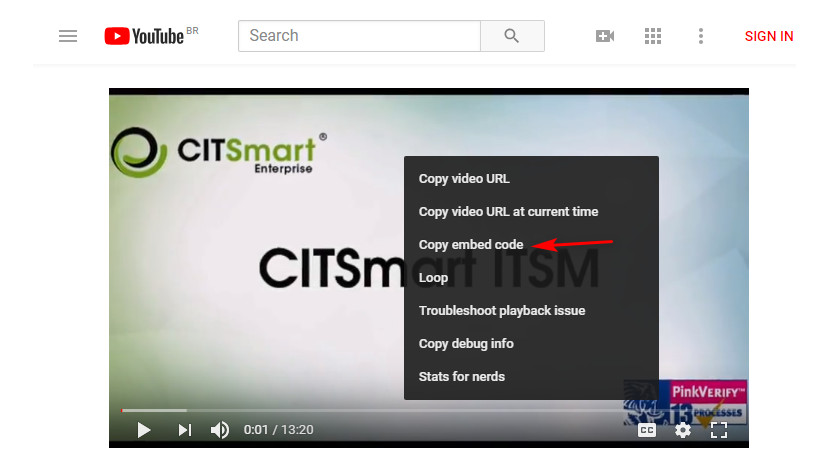 YouTube BR
Search
SIGN IN
CITSmart®
Enterprise
Copy video URL
Copy video URL at current time
Copy embed code
CITSmart ITSM
Loop
Troubleshoot playback issue
Copy debug info
Stats for nerds
PinkVERIFY™
13 PROCESSES
0:01 / 13:20
CC